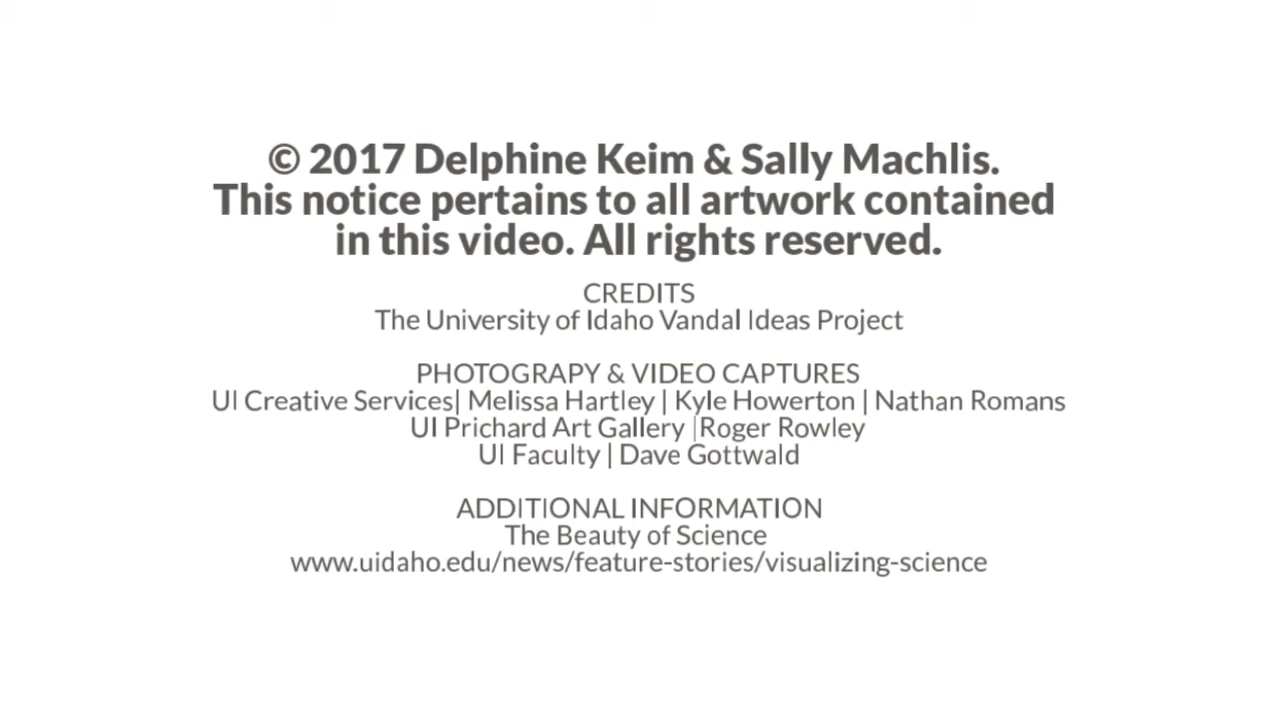 © 2017 Delphine Keim & Sally Machlis.
This notice pertains to all artwork contained
in this video. All rights reserved.
CREDITS
The University of Idaho Vandal Ideas Project
PHOTOGRAPY & VIDEO CAPTURES
UI Creative Services| Melissa Hartley | Kyle Howerton | Nathan Romans
UI Prichard Art Gallery |Roger Rowley
UI Faculty | Dave Gottwald
ADDITIONAL INFORMATION
The Beauty of Science
www.uidaho.edu/news/feature-stories/visualizing-science